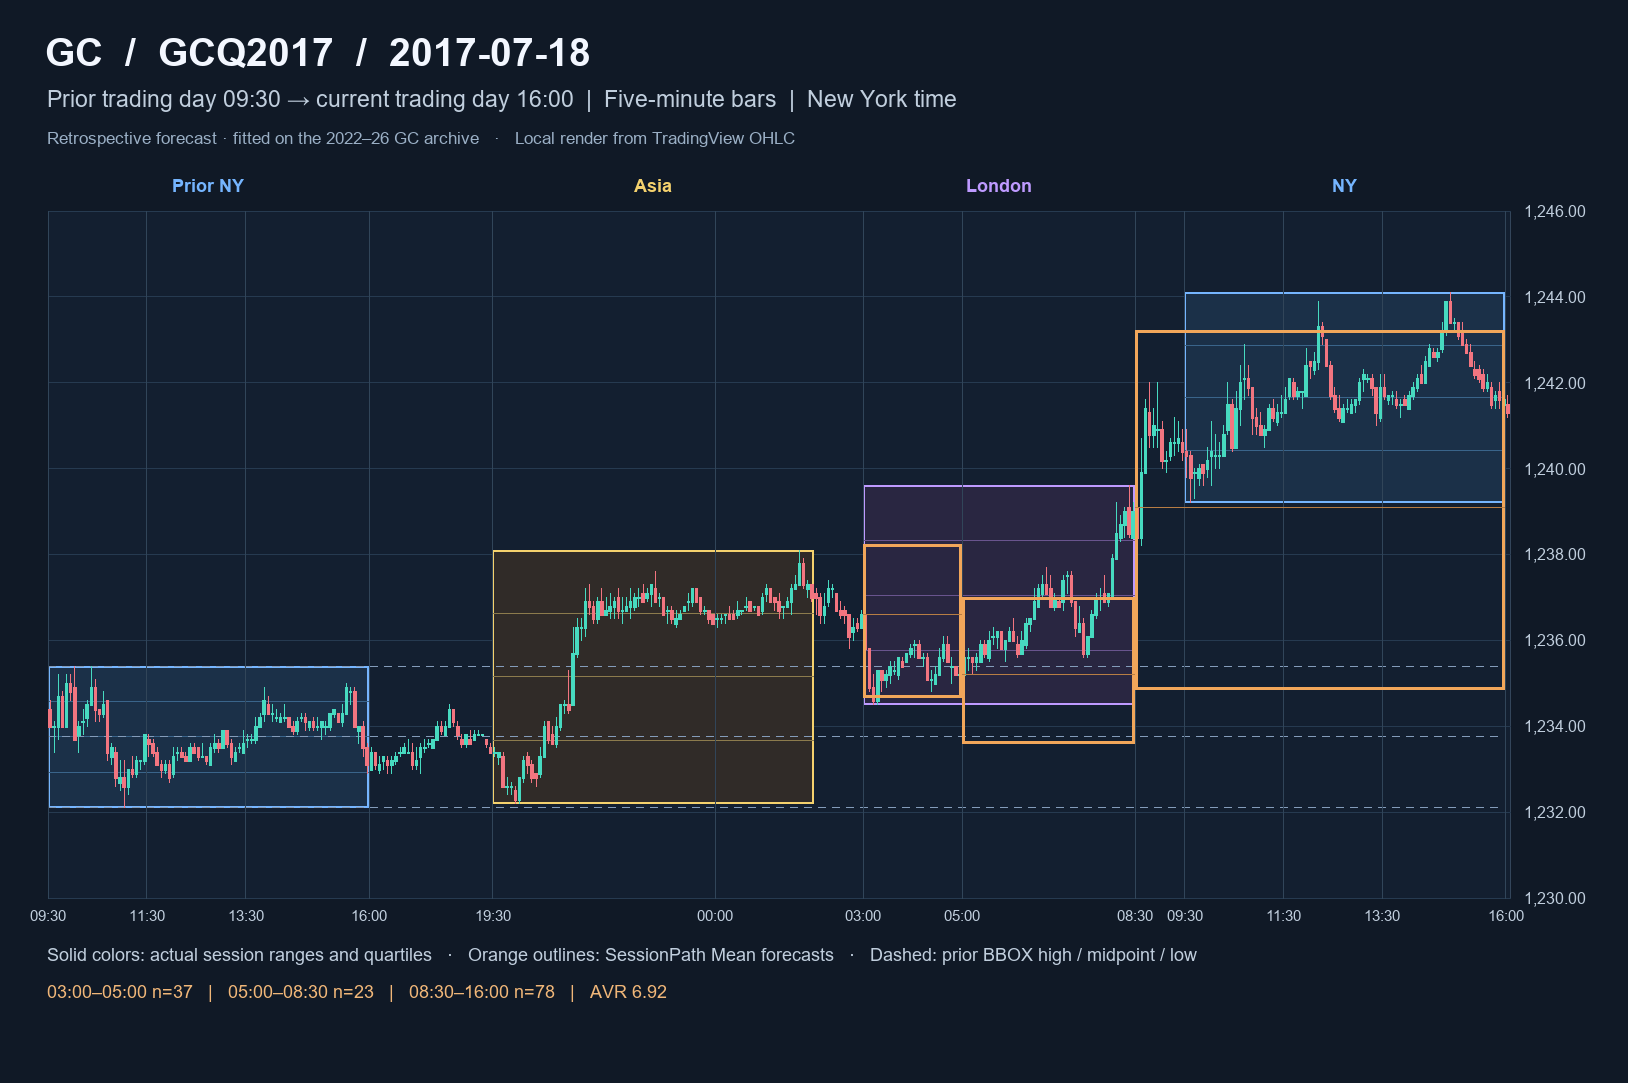 GC / GCQ2017 / 2017-07-18
Prior trading day 09:30 → current trading day 16:00 | Five-minute bars | New York time
Retrospective forecast · fitted on the 2022–26 GC archive · Local render from TradingView OHLC
Prior NY Asia London NY
1,246.00
1,244.00
1,242.00
1,240.00
1,238.00
1,236.00
1,234.00
1,232.00
1,230.00
09:30 11:30 13:30 16:00 19:30 00:00 03:00 05:00 08:30 09:30 11:30 13:30 16:00
Solid colors: actual session ranges and quartiles · Orange outlines: SessionPath Mean forecasts · Dashed: prior BBOX high / midpoint / low
03:00–05:00 n=37 | 05:00–08:30 n=23 | 08:30–16:00 n=78 | AVR 6.92